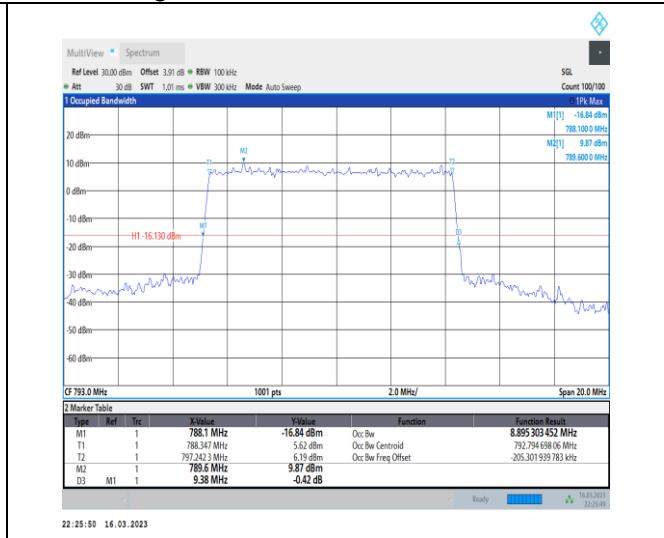 MultiView Spectrum
Ref Level 30.00 dBm Offset 3.91 dB RBW 100 kHz SGL
Att 30 dB SWT 1.01 ms VBW 300 kHz Mode Auto Sweep Count 100/100
1 Occupied Bandwidth 1Pk Max
M1[1] -16.84 dBm
788.100 0 MHz
M2[1] 9.87 dBm
789.600 0 MHz
20 dBm
M2
T1 T2
10 dBm
0 dBm
-10 dBm
M1
H1 -16.130 dBm
D3
-20 dBm
-30 dBm
-40 dBm
-50 dBm
-60 dBm
CF 793.0 MHz 1001 pts 2.0 MHz/ Span 20.0 MHz
2 Marker Table
Type Ref Trc X-Value Y-Value Function Function Result
M1 1 788.1 MHz -16.84 dBm Occ Bw 8.895 303 452 MHz
T1 1 788.347 MHz 5.62 dBm Occ Bw Centroid 792.794 698 06 MHz
T2 1 797.242 3 MHz 6.19 dBm Occ Bw Freq Offset -205.301 939 783 kHz
M2 1 789.6 MHz 9.87 dBm
D3 M1 1 9.38 MHz -0.42 dB
Ready 16.03.2023
22:25:49
22:25:50 16.03.2023